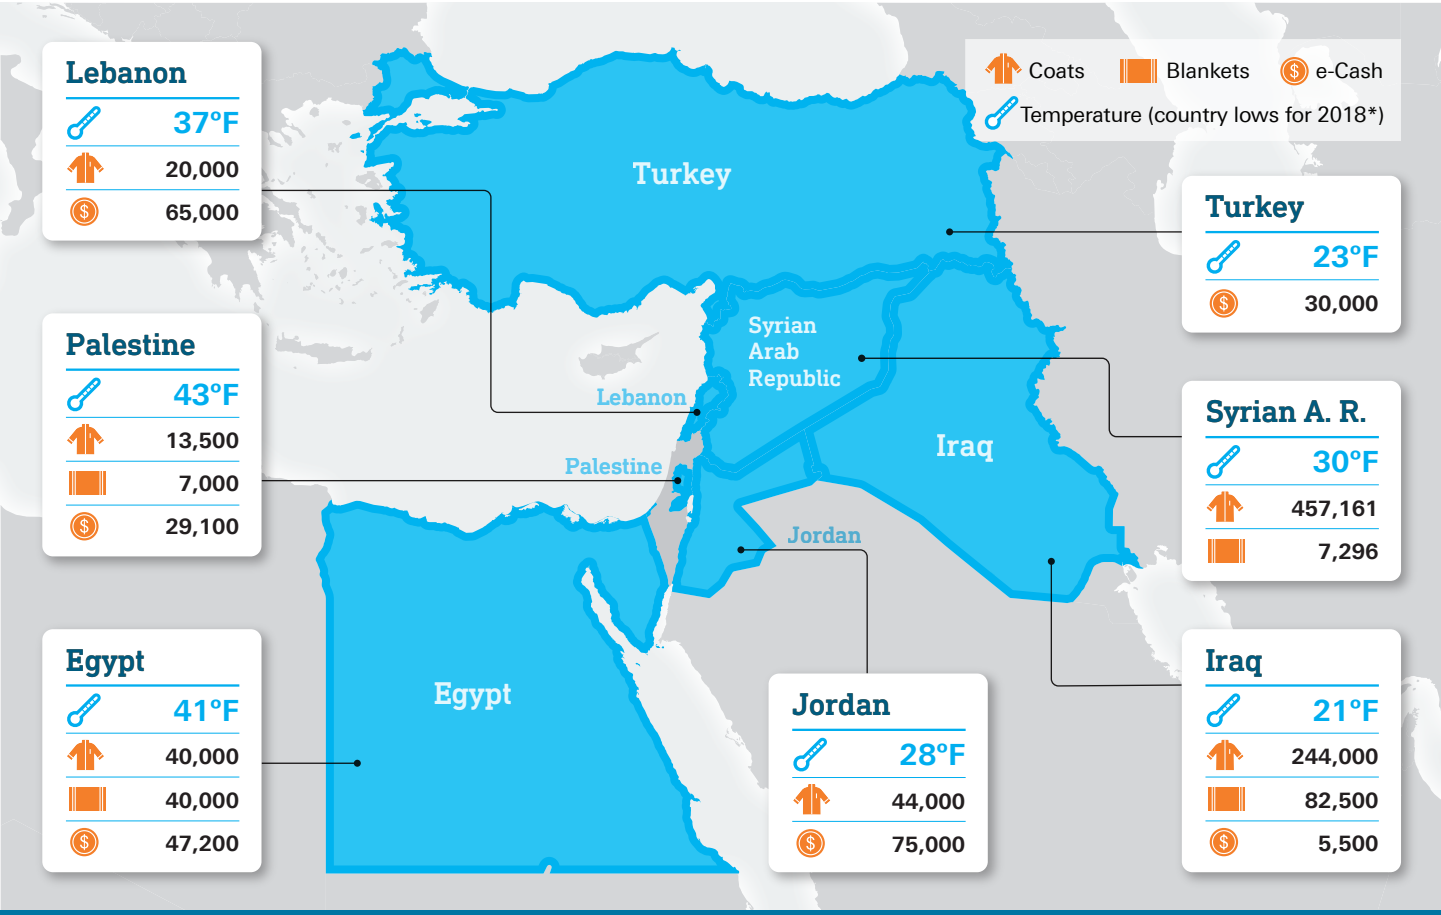 Coats
Blankets
$ e-Cash
Temperature (country lows for 2018*)
Lebanon
37°F
20,000
$ 65,000
Palestine
43°F
13,500
7,000
$ 29,100
Egypt
41°F
40,000
40,000
$ 47,200
Turkey
Syrian
Arab
Republic
Lebanon
Palestine
Iraq
Jordan
Egypt
Jordan
28°F
44,000
$ 75,000
Turkey
23°F
$ 30,000
Syrian A. R.
30°F
457,161
7,296
Iraq
21°F
244,000
82,500
$ 5,500